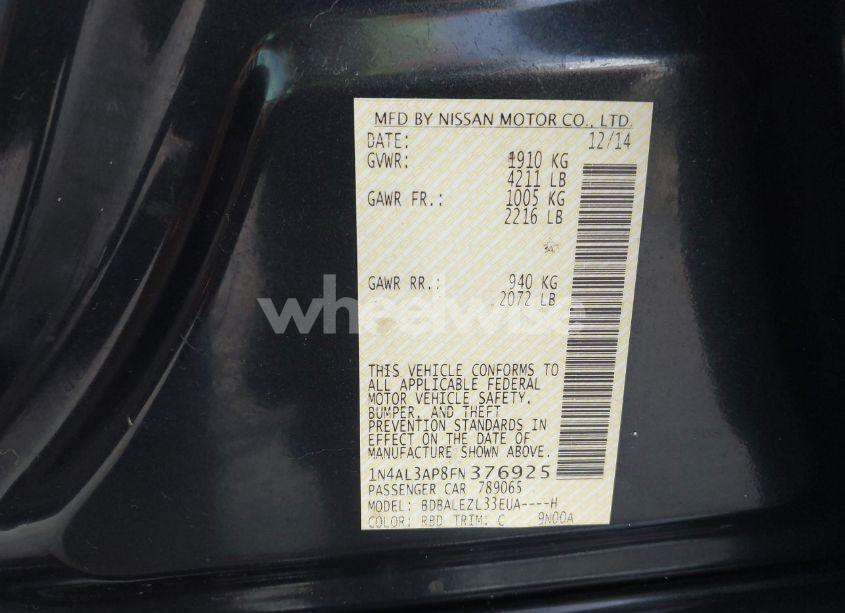 MFD BY NISSAN MOTOR CO., LTD.
DATE: 12/14
GVWR: 1910 KG
4211 LB
GAWR FR.: 1005 KG
2216 LB
GAWR RR.: 940 KG
2072 LB
wheelwise
THIS VEHICLE CONFORMS TO
ALL APPLICABLE FEDERAL
MOTOR VEHICLE SAFETY,
BUMPER, AND THEFT
PREVENTION STANDARDS IN
EFFECT ON THE DATE OF
MANUFACTURE SHOWN ABOVE.
1N4AL3AP8FN376925
PASSENGER CAR 789065
MODEL: BDBALEZL33EUA----H
COLOR: RBD TRIM: C 9N00A